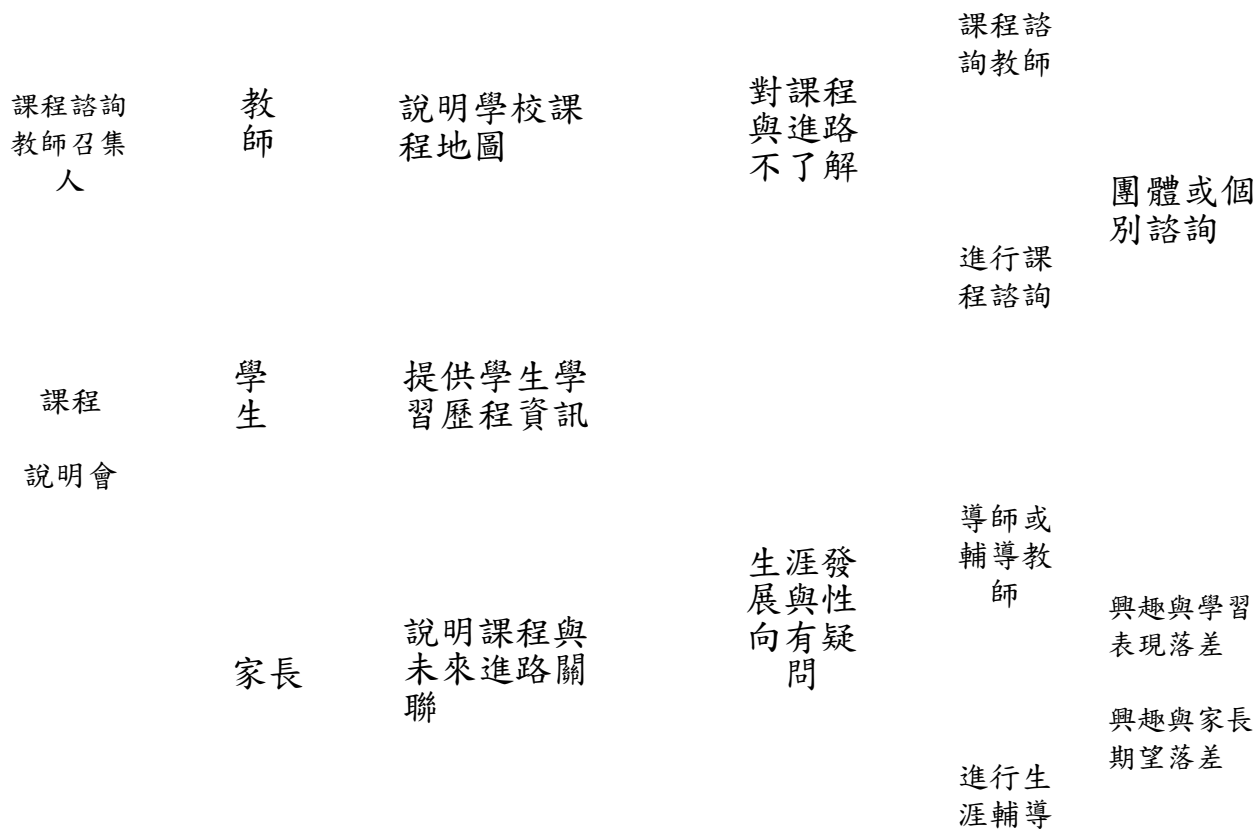 課程諮詢
教師召集
人
課程
說明會
教
師
學
生
家長
說明學校課
程地圖
提供學生學
習歷程資訊
說明課程與
未來進路關
聯
對課程
與進路
不了解
生涯發
展與性
向有疑
問
課程諮
詢教師
進行課
程諮詢
導師或
輔導教
師
進行生
涯輔導
團體或個
別諮詢
興趣與學習
表現落差
興趣與家長
期望落差